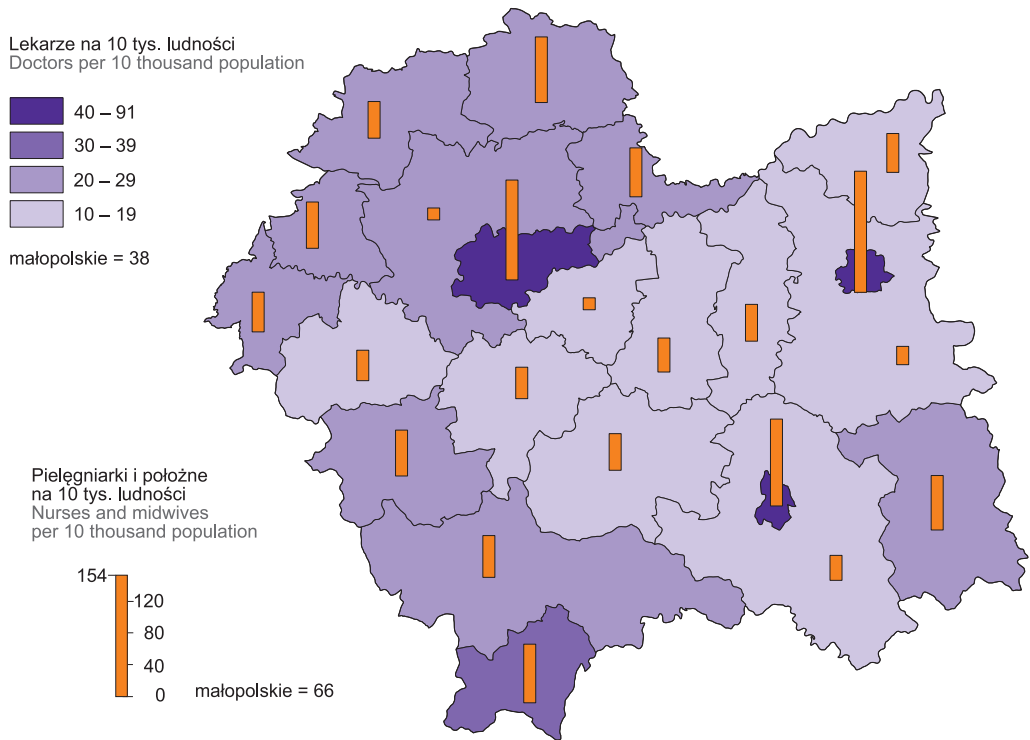 Lekarze na 10 tys. ludności
Doctors per 10 thousand population
40 – 91
30 – 39
20 – 29
10 – 19
małopolskie = 38
Pielęgniarki i położne
na 10 tys. ludności
Nurses and midwives
per 10 thousand population
154
120
80
40
0
małopolskie = 66